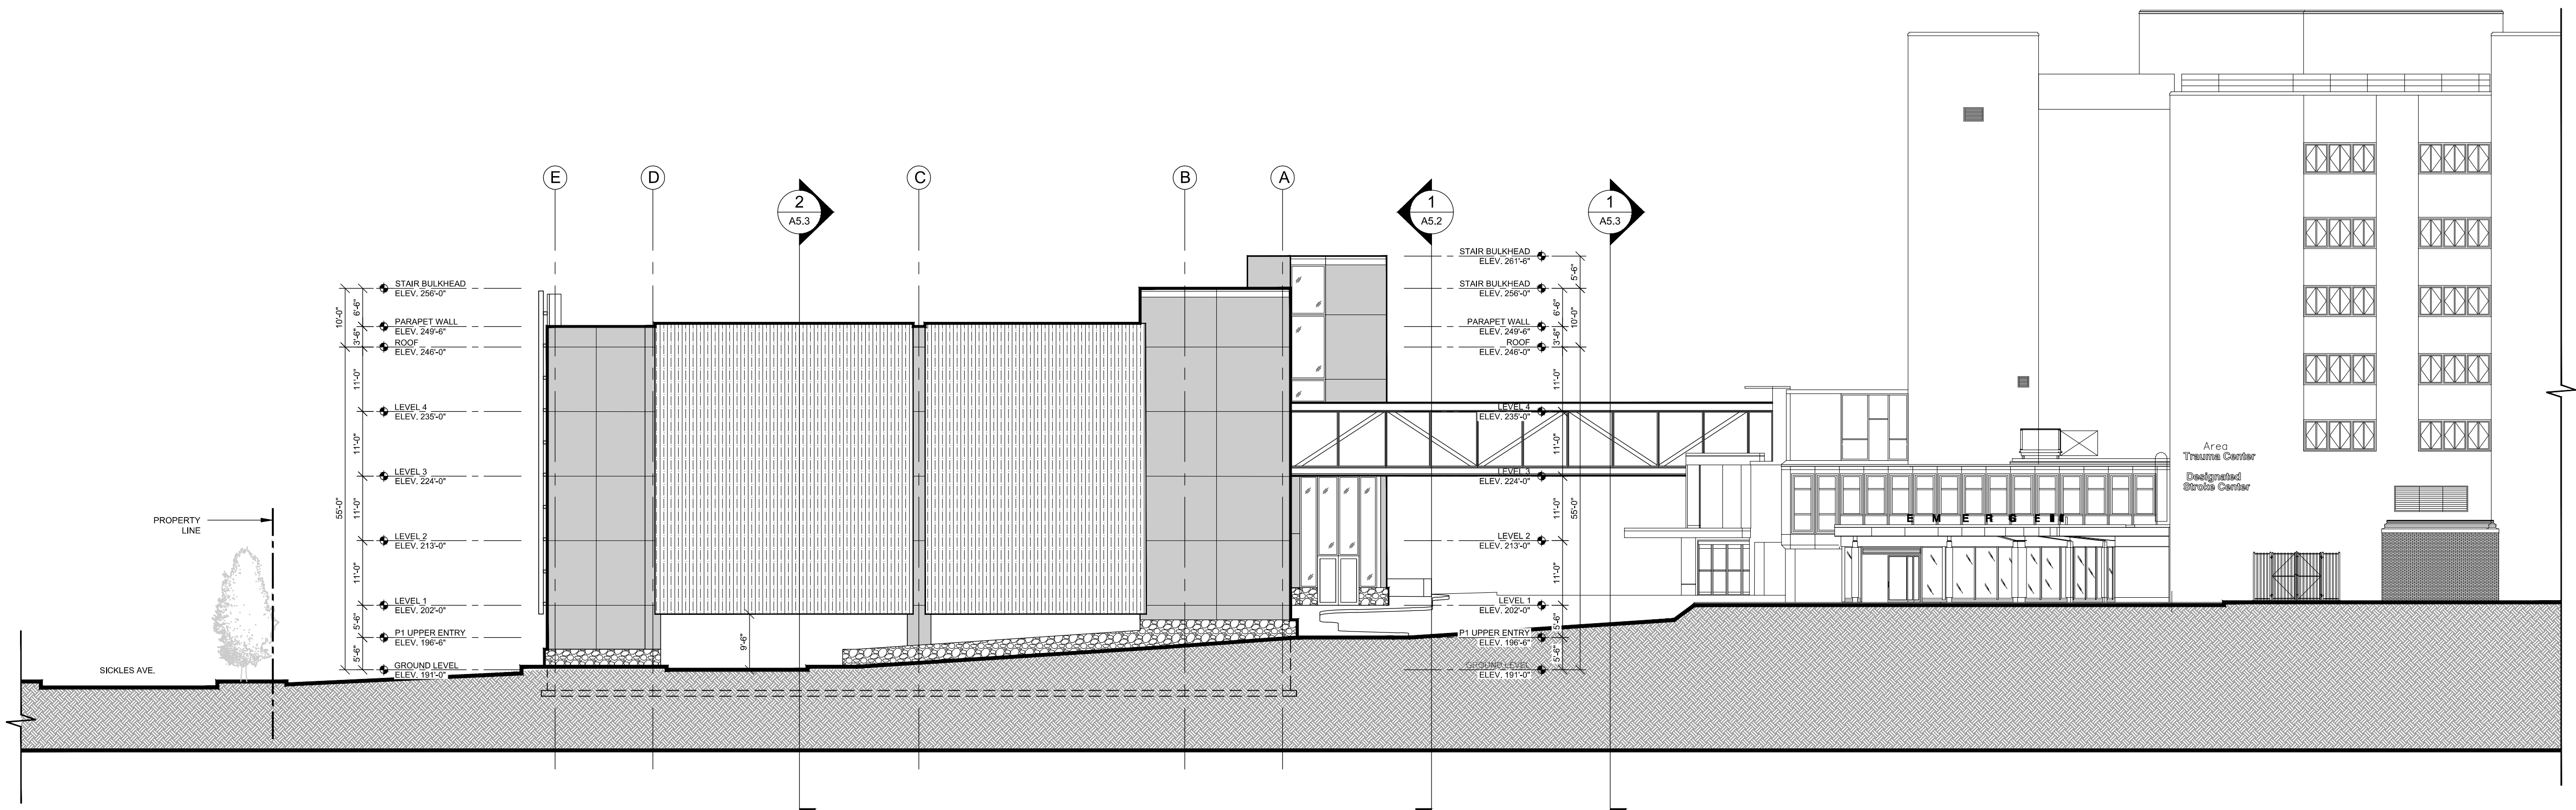 E
D
C
B
A
2
A5.3
1
A5.2
1
A5.3
STAIR BULKHEAD
ELEV. 256'-0"
PARAPET WALL
ELEV. 249'-6"
ROOF
ELEV. 246'-0"
LEVEL 4
ELEV. 235'-0"
LEVEL 3
ELEV. 224'-0"
LEVEL 2
ELEV. 213'-0"
LEVEL 1
ELEV. 202'-0"
P1 UPPER ENTRY
ELEV. 196'-6"
GROUND LEVEL
ELEV. 191'-0"
10'-0"
55'-0"
6'-6"
3'-6"
11'-0"
11'-0"
11'-0"
11'-0"
5'-6"
5'-6"
PROPERTY
LINE
SICKLES AVE.
9'-6"
STAIR BULKHEAD
ELEV. 261'-6"
STAIR BULKHEAD
ELEV. 256'-0"
PARAPET WALL
ELEV. 249'-6"
ROOF
ELEV. 246'-0"
LEVEL 4
ELEV. 235'-0"
LEVEL 3
ELEV. 224'-0"
LEVEL 2
ELEV. 213'-0"
LEVEL 1
ELEV. 202'-0"
P1 UPPER ENTRY
ELEV. 196'-6"
GROUND LEVEL
ELEV. 191'-0"
5'-6"
6'-6"
10'-0"
3'-6"
11'-0"
11'-0"
11'-0"
55'-0"
11'-0"
5'-6"
5'-6"
Area
Trauma Center
Designated
Stroke Center